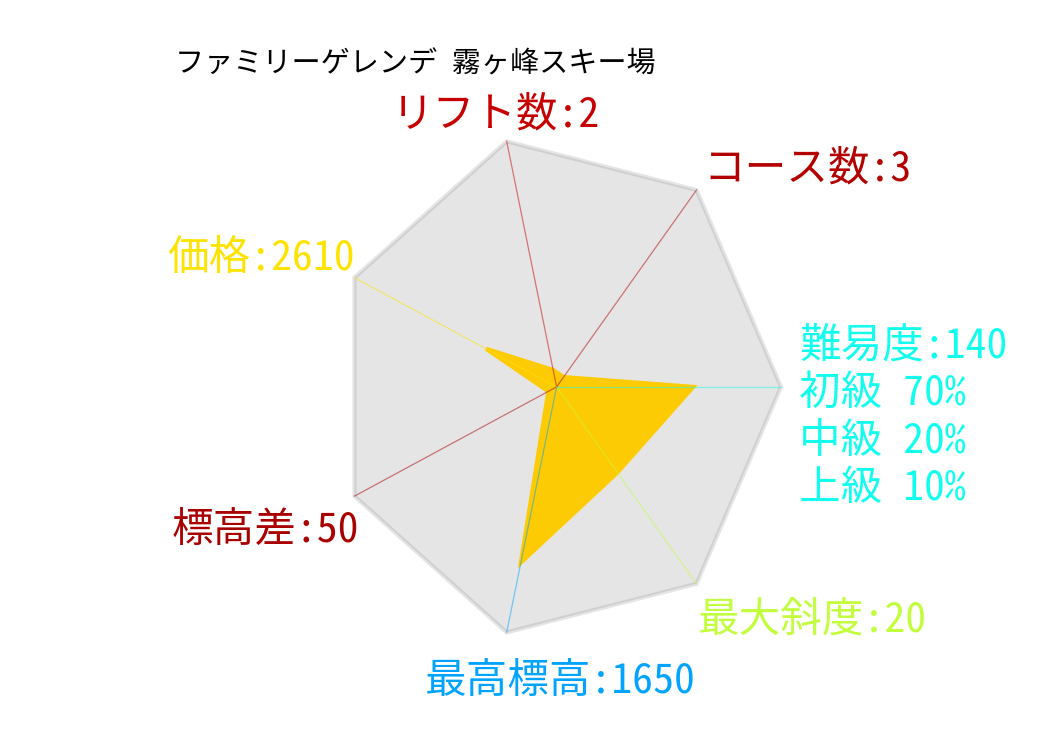 ファミリーゲレンデ 霧ヶ峰スキー場
リフト数:2
コース数:3
価格:2610
難易度:140
初級 70%
中級 20%
上級 10%
標高差:50
最大斜度:20
最高標高:1650